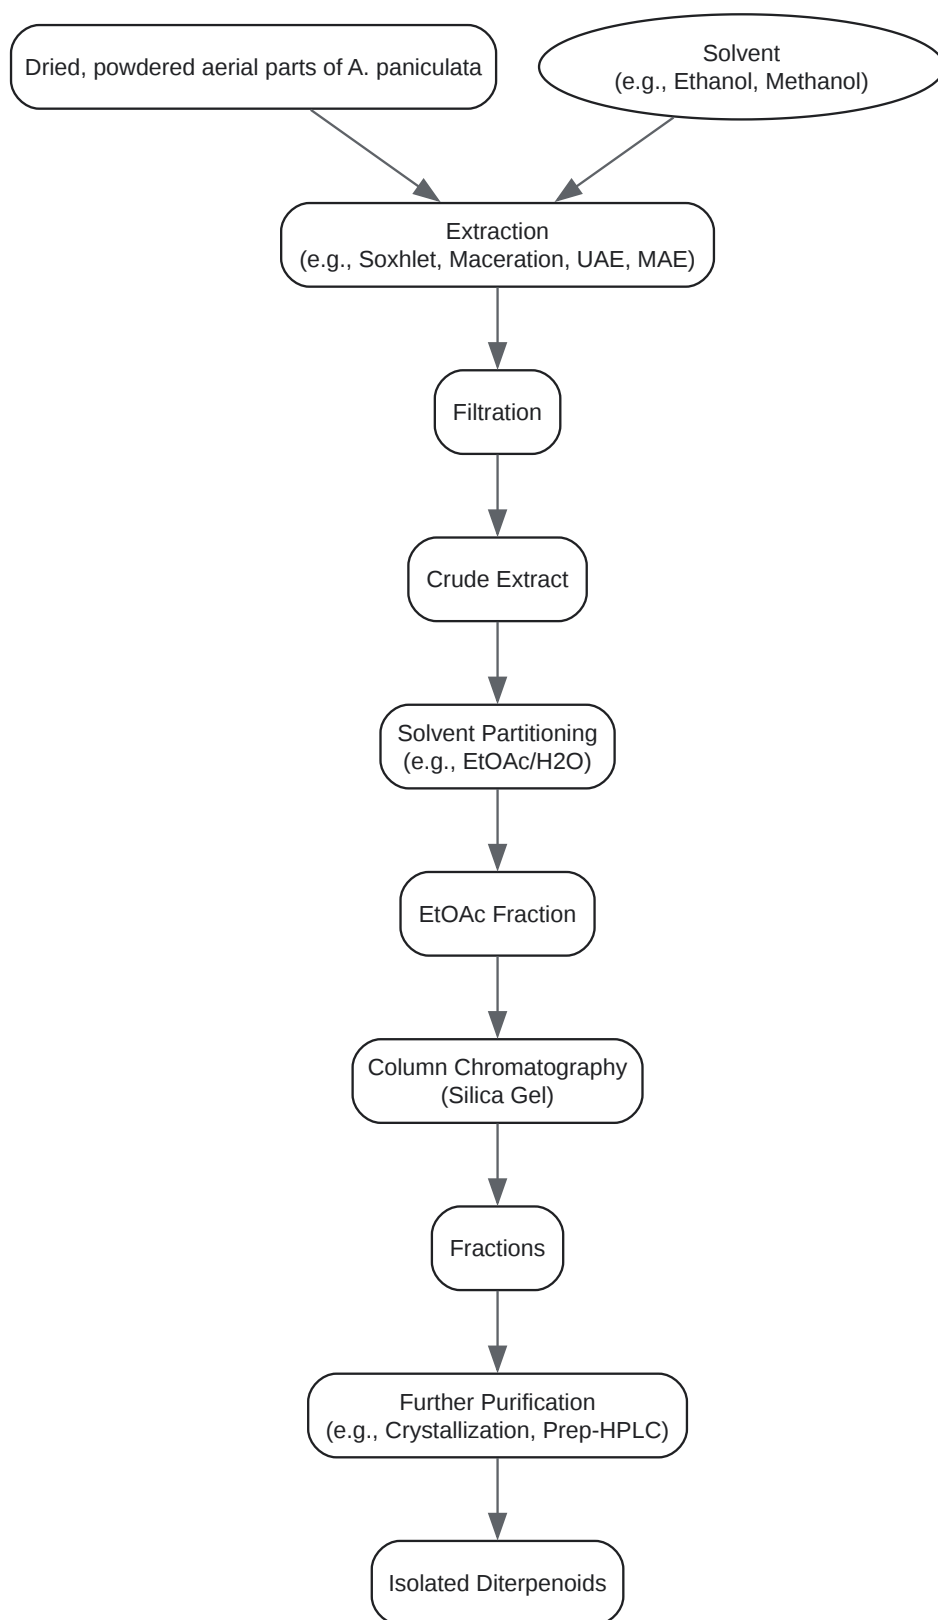 Dried, powdered aerial parts of A. paniculata
Solvent
(e.g., Ethanol, Methanol)
Extraction
(e.g., Soxhlet, Maceration, UAE, MAE)
Filtration
Crude Extract
Solvent Partitioning
(e.g., EtOAc/H2O)
EtOAc Fraction
Column Chromatography
(Silica Gel)
Fractions
Further Purification
(e.g., Crystallization, Prep-HPLC)
Isolated Diterpenoids